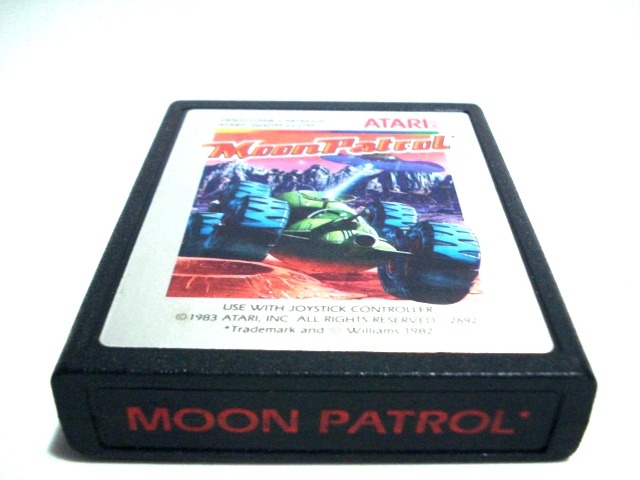 ATARI
Moon Patrol
USE WITH JOYSTICK CONTROLLER
©1983 ATARI, INC. ALL RIGHTS RESERVED 2692
*Trademark and © Williams 1982
MOON PATROL*